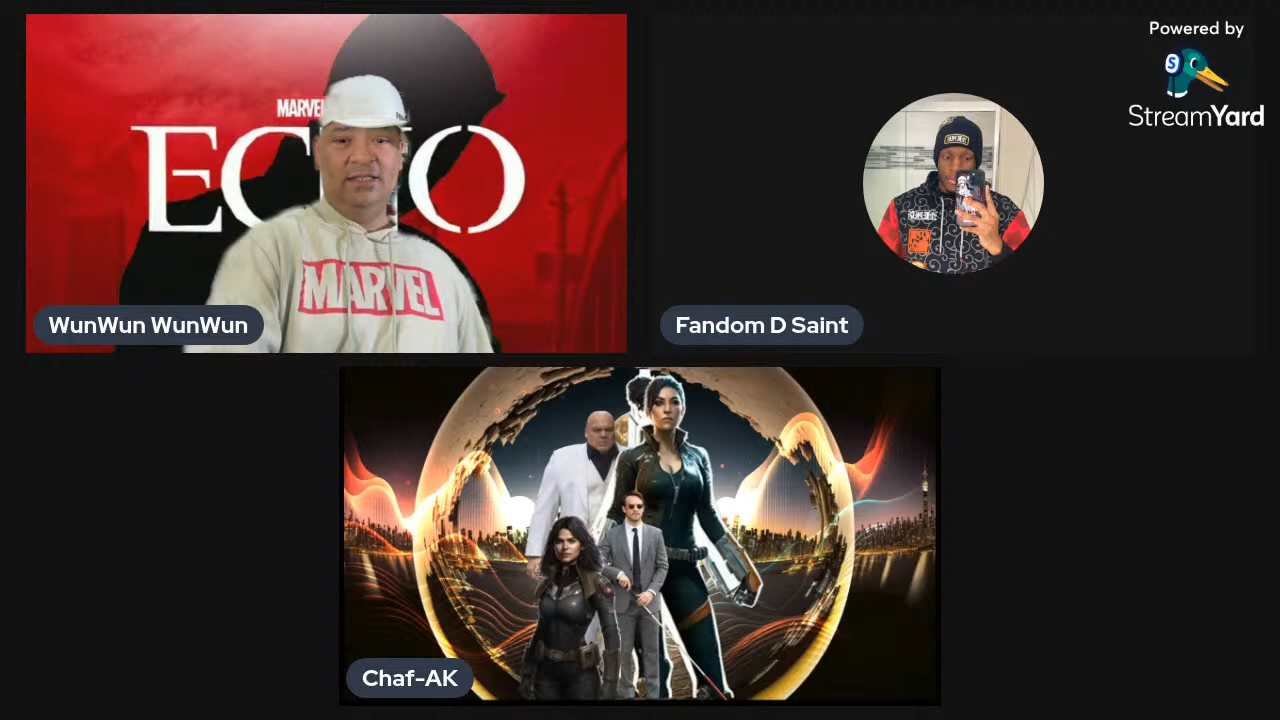 MARVEL
ECHO
MARVEL
WunWun WunWun
Fandom D Saint
Powered by
S
StreamYard
Chaf-AK